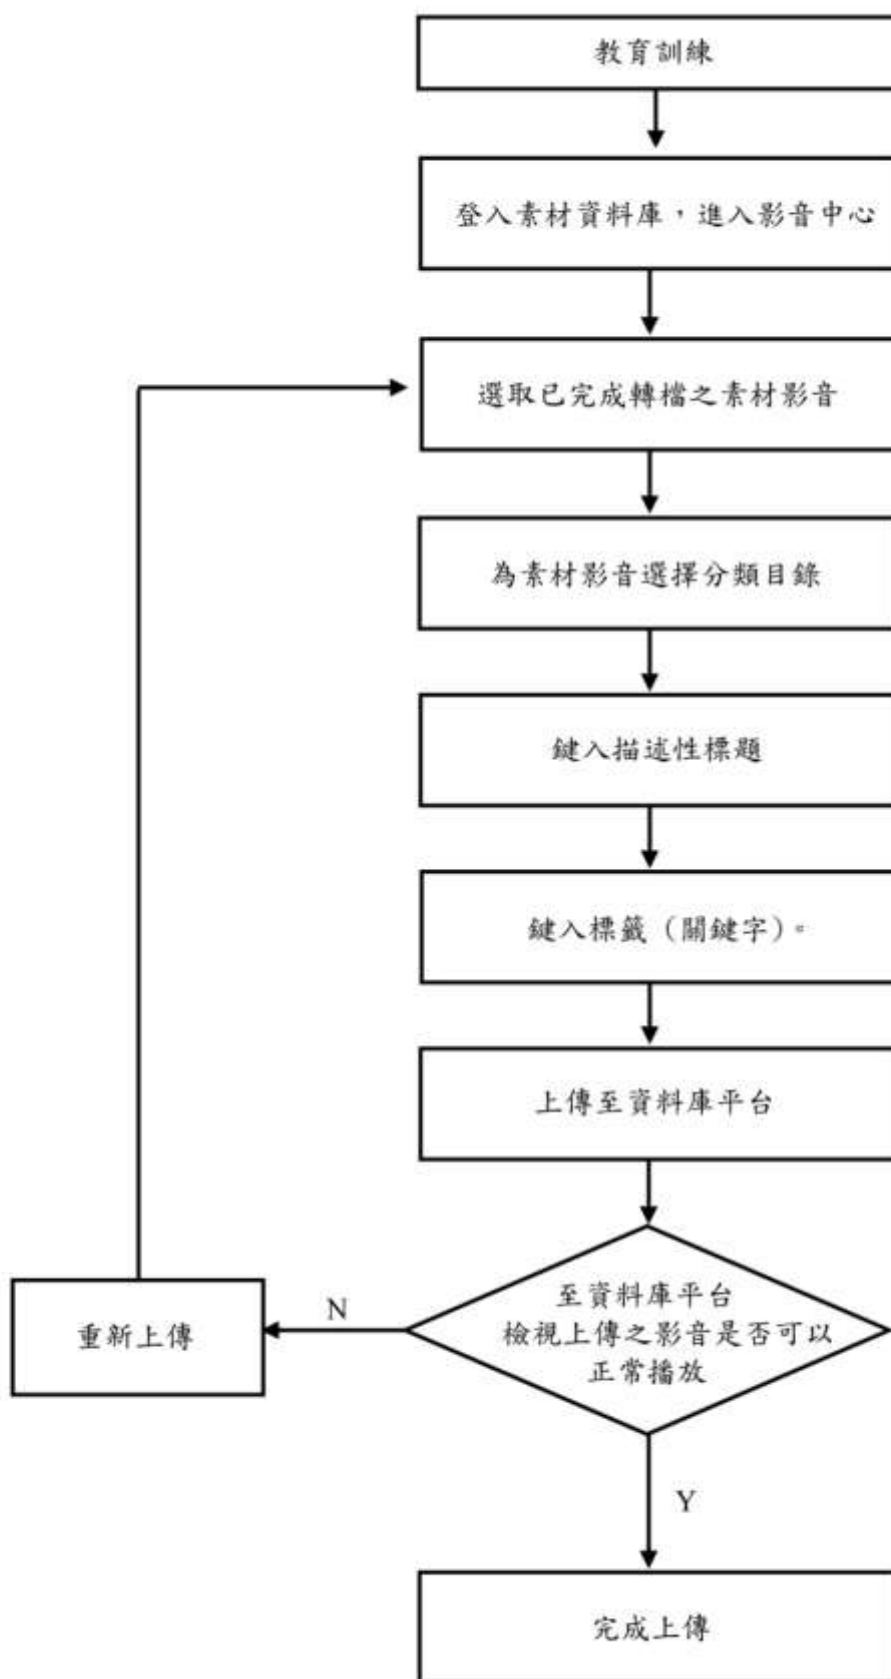 教育訓練
登入素材資料庫，進入影音中心
選取已完成轉檔之素材影音
為素材影音選擇分類目錄
鍵入描述性標題
鍵入標籤（關鍵字）。
上傳至資料庫平台
至資料庫平台
檢視上傳之影音是否可以
正常播放
N
重新上傳
Y
完成上傳